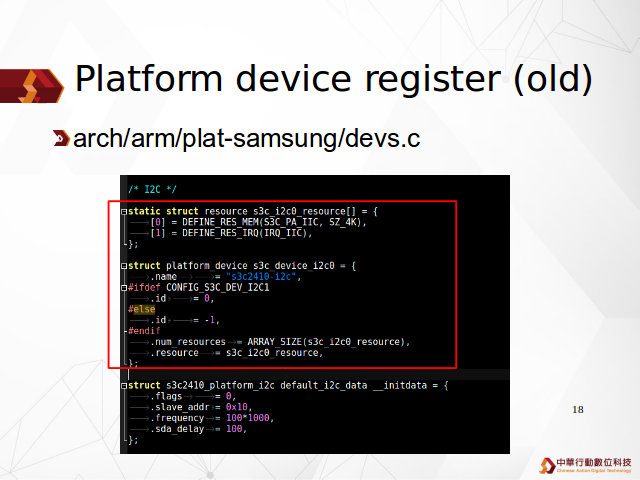 Platform device register (old)
arch/arm/plat-samsung/devs.c
/* I2C */
static struct resource s3c_i2c0_resource[] = {
[0] = DEFINE_RES_MEM(S3C_PA_IIC, SZ_4K),
[1] = DEFINE_RES_IRQ(IRQ_IIC),
};
struct platform_device s3c_device_i2c0 = {
.name = "s3c2410-i2c",
#ifdef CONFIG_S3C_DEV_I2C1
.id = 0,
#else
.id = -1,
#endif
.num_resources = ARRAY_SIZE(s3c_i2c0_resource),
.resource = s3c_i2c0_resource,
};
struct s3c2410_platform_i2c default_i2c_data __initdata = {
.flags = 0,
.slave_addr = 0x10,
.frequency = 100*1000,
.sda_delay = 100,
};
18
中華行動數位科技
Chinese Action Digital Technology